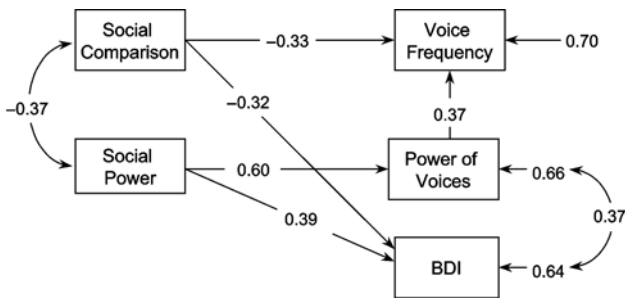 Social
Comparison
–0.33
Voice
Frequency
0.70
–0.37
–0.32
0.37
Social
Power
0.60
Power of
Voices
0.66
0.39
0.37
BDI
0.64